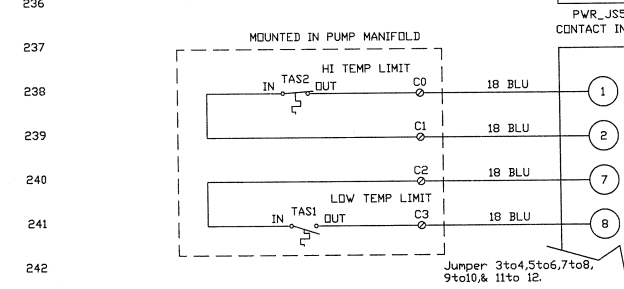 236
PWR_JS5
CONTACT IN
237
MOUNTED IN PUMP MANIFOLD
HI TEMP LIMIT
IN TAS2 OUT C0 18 BLU 1
238
C1 18 BLU 2
239
C2 18 BLU 7
240
LOW TEMP LIMIT
IN TAS1 OUT C3 18 BLU 8
241
242
Jumper 3to4,5to6,7to8,
9to10,& 11to 12.